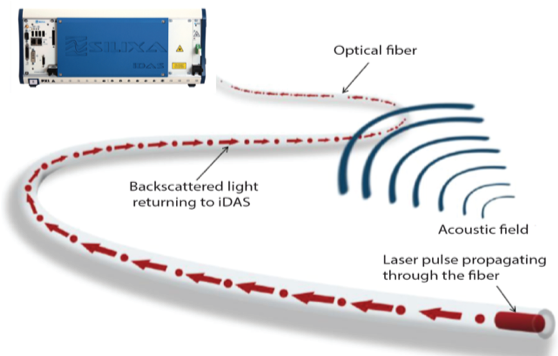 SILIXA
iDAS
Optical fiber
Backscattered light
returning to iDAS
Acoustic field
Laser pulse propagating
through the fiber